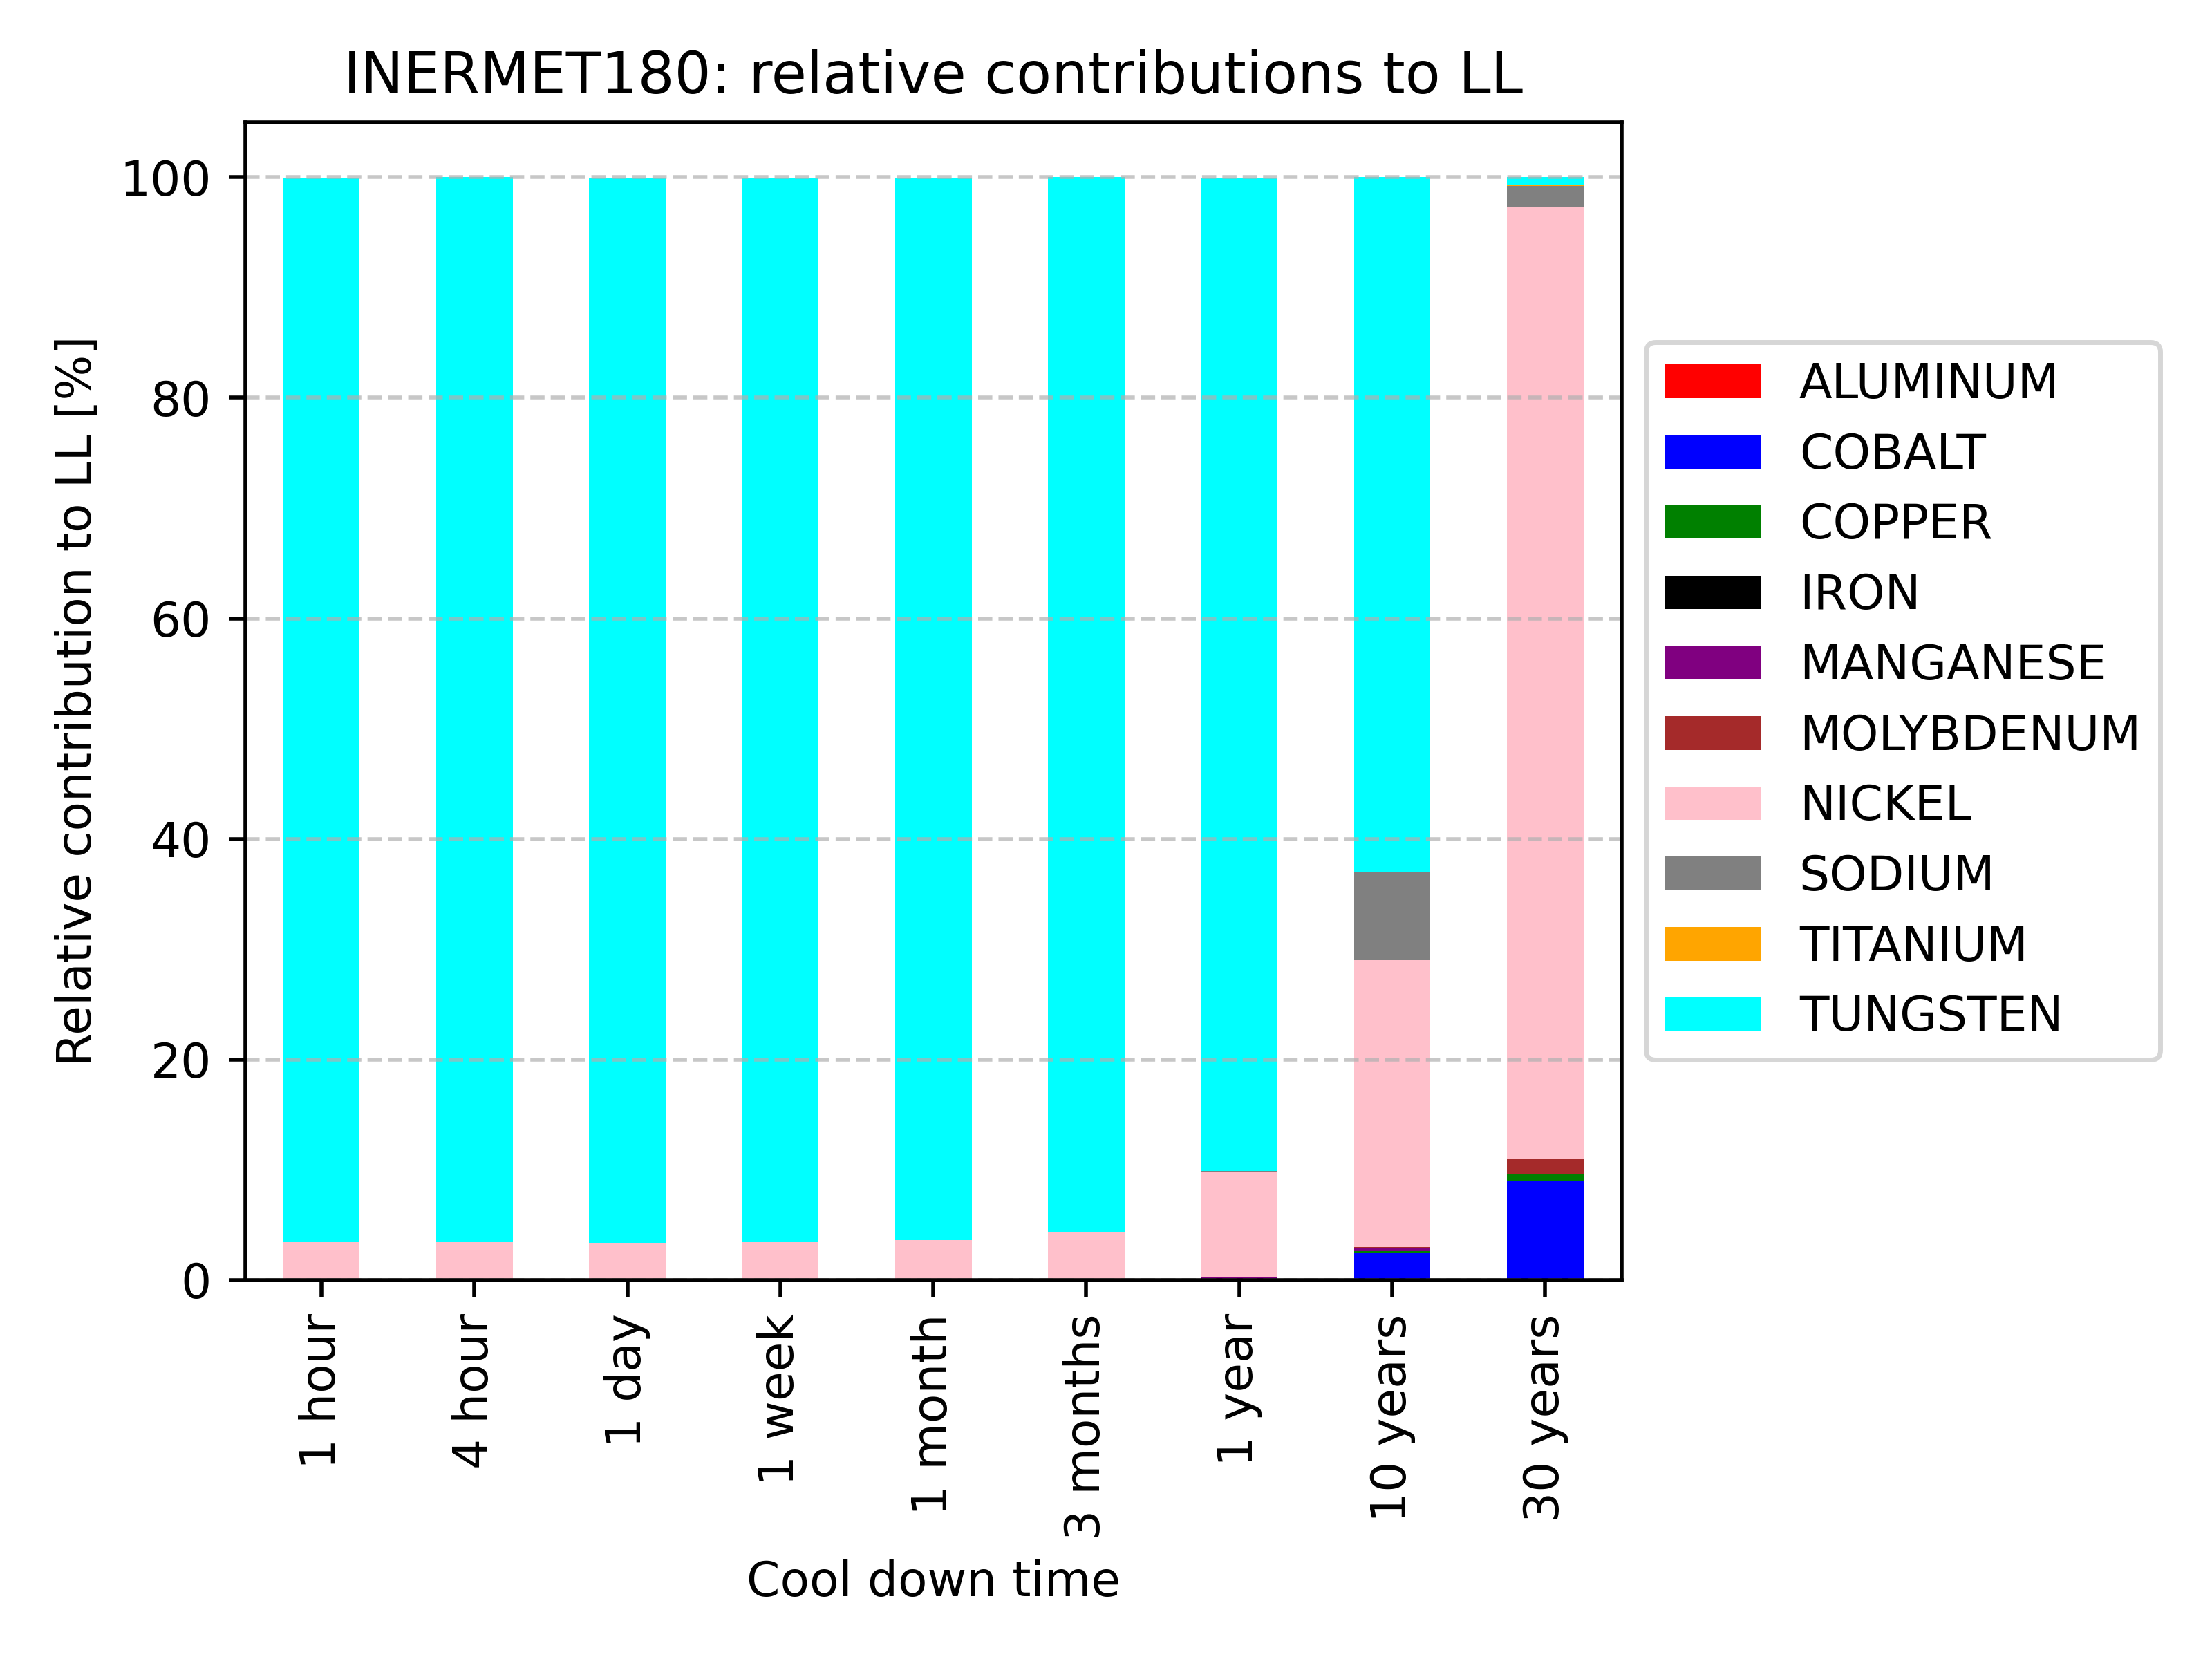 INERMET180: relative contributions to LL
Relative contribution to LL [%]
100
80
60
40
20
0
1 hour
4 hour
1 day
1 week
1 month
3 months
1 year
10 years
30 years
Cool down time
ALUMINUM
COBALT
COPPER
IRON
MANGANESE
MOLYBDENUM
NICKEL
SODIUM
TITANIUM
TUNGSTEN